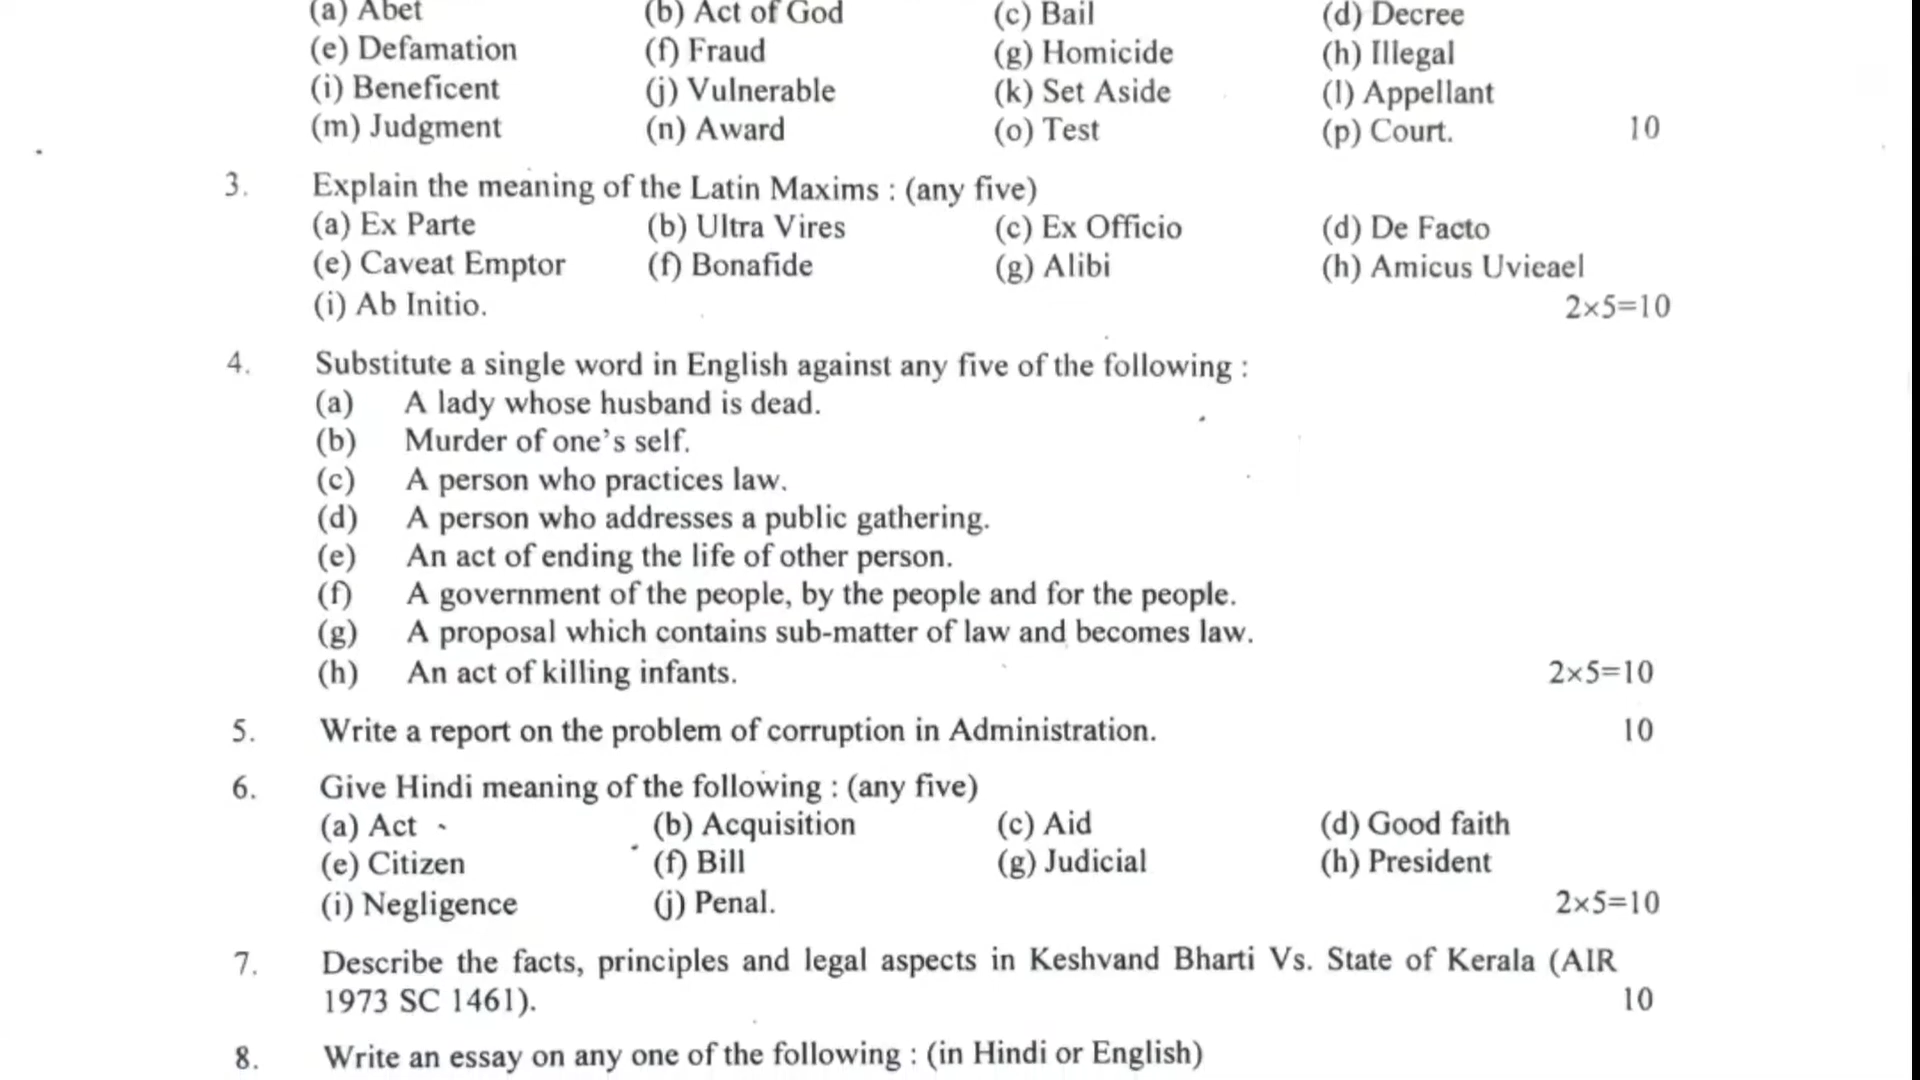 (a) Abet (b) Act of God (c) Bail (d) Decree
(e) Defamation (f) Fraud (g) Homicide (h) Illegal
(i) Beneficent (j) Vulnerable (k) Set Aside (l) Appellant
(m) Judgment (n) Award (o) Test (p) Court. 10
3. Explain the meaning of the Latin Maxims : (any five)
(a) Ex Parte (b) Ultra Vires (c) Ex Officio (d) De Facto
(e) Caveat Emptor (f) Bonafide (g) Alibi (h) Amicus Uvieael
(i) Ab Initio. 2×5=10
4. Substitute a single word in English against any five of the following :
(a) A lady whose husband is dead.
(b) Murder of one's self.
(c) A person who practices law.
(d) A person who addresses a public gathering.
(e) An act of ending the life of other person.
(f) A government of the people, by the people and for the people.
(g) A proposal which contains sub-matter of law and becomes law.
(h) An act of killing infants. 2×5=10
5. Write a report on the problem of corruption in Administration. 10
6. Give Hindi meaning of the following : (any five)
(a) Act (b) Acquisition (c) Aid (d) Good faith
(e) Citizen (f) Bill (g) Judicial (h) President
(i) Negligence (j) Penal. 2×5=10
7. Describe the facts, principles and legal aspects in Keshvand Bharti Vs. State of Kerala (AIR
1973 SC 1461). 10
8. Write an essay on any one of the following : (in Hindi or English)